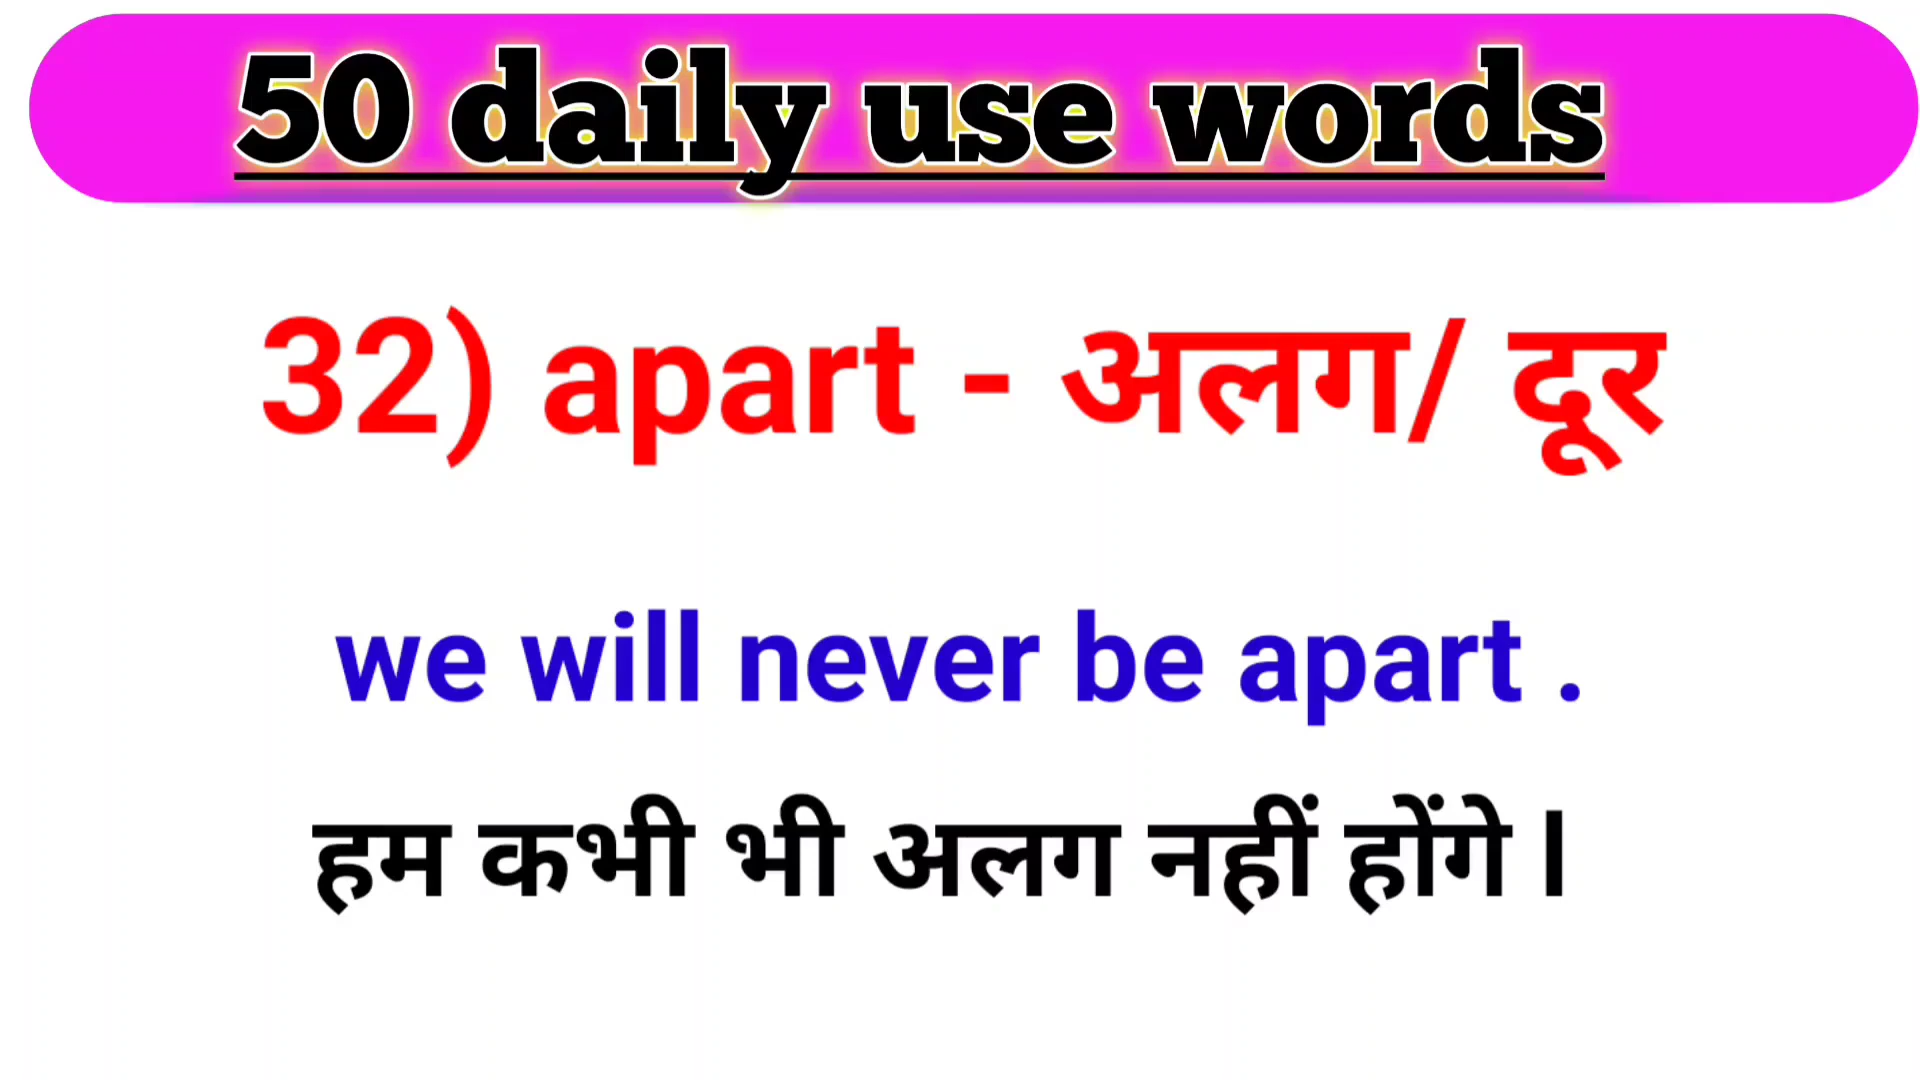 50 daily use words
32) apart - अलग/ दूर
we will never be apart .
हम कभी भी अलग नहीं होंगे l